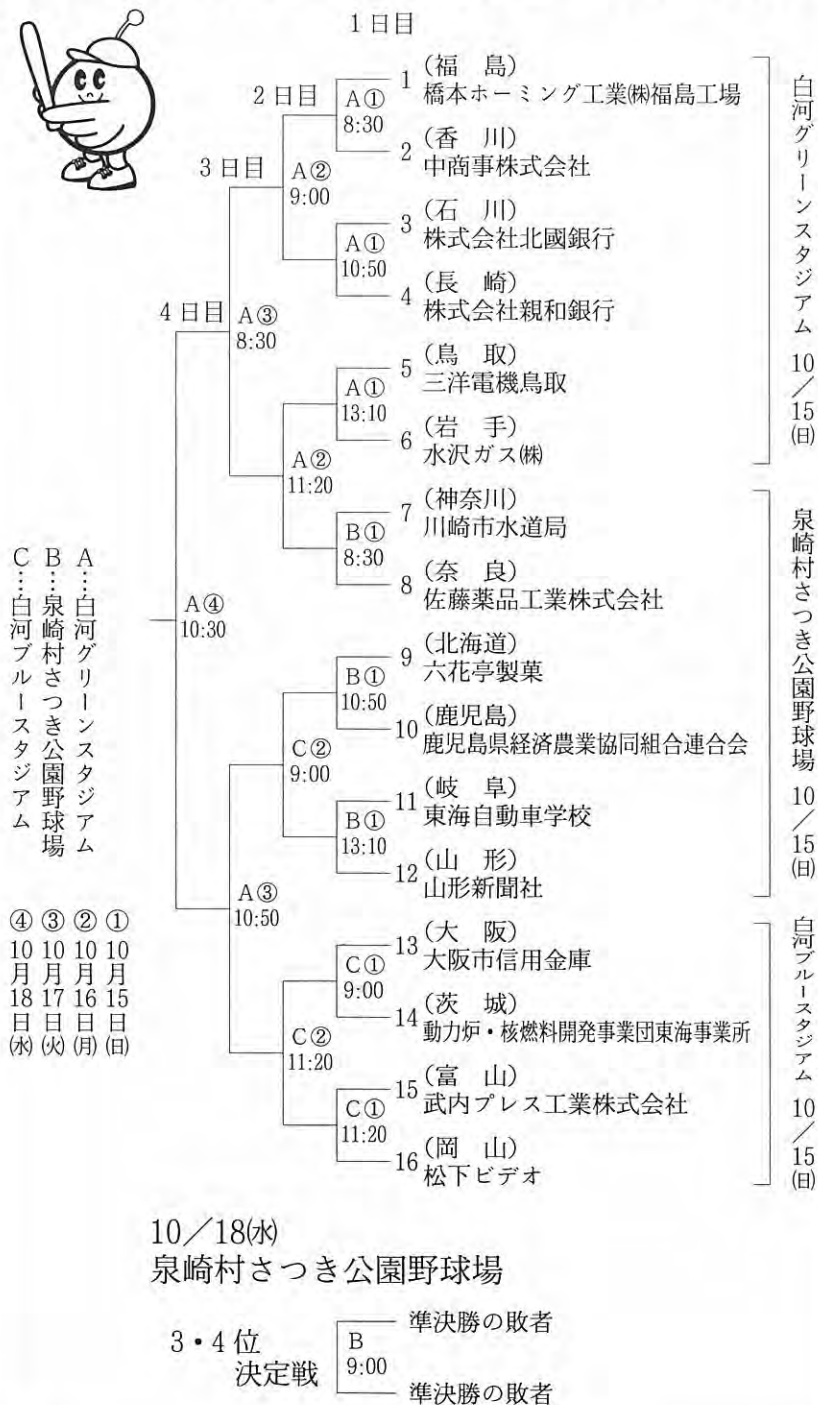 1日目
2日目
3日目
4日目
1 (福　島)
橋本ホーミング工業㈱福島工場
A①
8:30
2 (香　川)
中商事株式会社
A②
9:00
3 (石　川)
株式会社北國銀行
A①
10:50
4 (長　崎)
株式会社親和銀行
A③
8:30
5 (鳥　取)
三洋電機鳥取
A①
13:10
6 (岩　手)
水沢ガス㈱
A②
11:20
7 (神奈川)
川崎市水道局
B①
8:30
8 (奈　良)
佐藤薬品工業株式会社
A④
10:30
9 (北海道)
六花亭製菓
B①
10:50
10 (鹿児島)
鹿児島県経済農業協同組合連合会
C②
9:00
11 (岐　阜)
東海自動車学校
B①
13:10
12 (山　形)
山形新聞社
A③
10:50
13 (大　阪)
大阪市信用金庫
C①
9:00
14 (茨　城)
動力炉・核燃料開発事業団東海事業所
C②
11:20
15 (富　山)
武内プレス工業株式会社
C①
11:20
16 (岡　山)
松下ビデオ
白河グリーンスタジアム 10／15(日)
泉崎村さつき公園野球場 10／15(日)
白河ブルースタジアム 10／15(日)
A…白河グリーンスタジアム
B…泉崎村さつき公園野球場
C…白河ブルースタジアム
①10月15日(日)
②10月16日(月)
③10月17日(火)
④10月18日(水)
10／18(水)
泉崎村さつき公園野球場
3・4位
決定戦
B
9:00
準決勝の敗者
準決勝の敗者